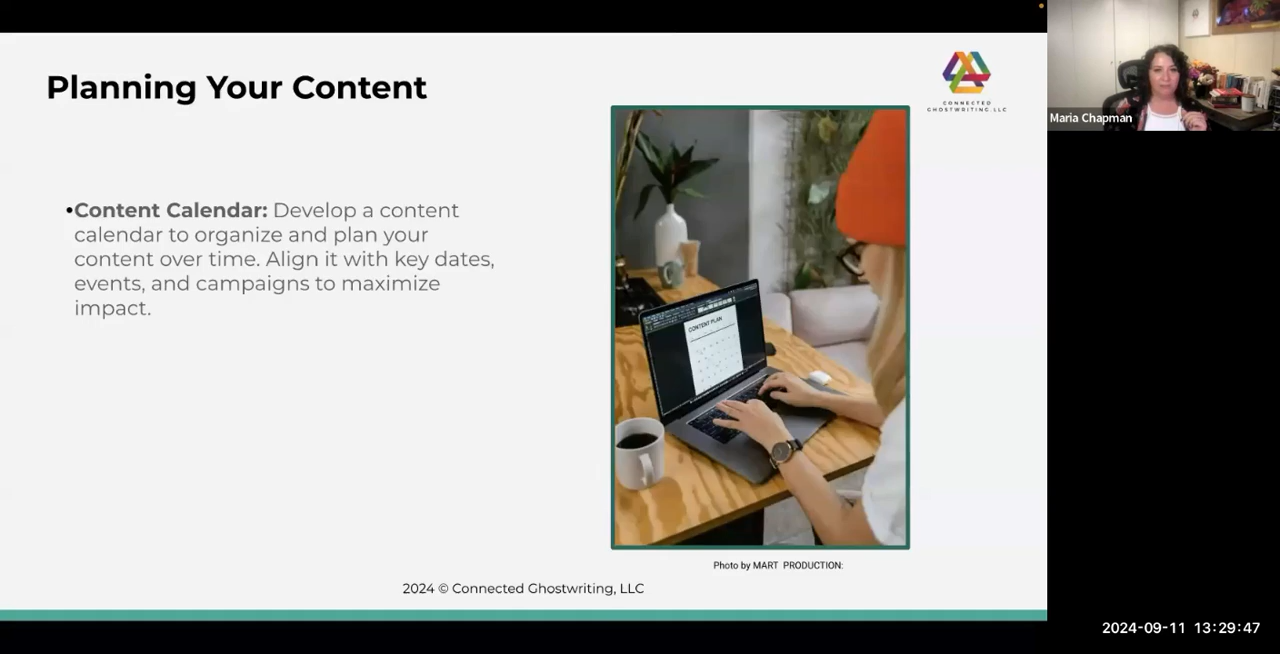 Planning Your Content
CONNECTED
GHOSTWRITING, LLC
Maria Chapman
•Content Calendar: Develop a content
calendar to organize and plan your
content over time. Align it with key dates,
events, and campaigns to maximize
impact.
CONTENT PLAN
Photo by MART PRODUCTION:
2024 © Connected Ghostwriting, LLC
2024-09-11 13:29:47